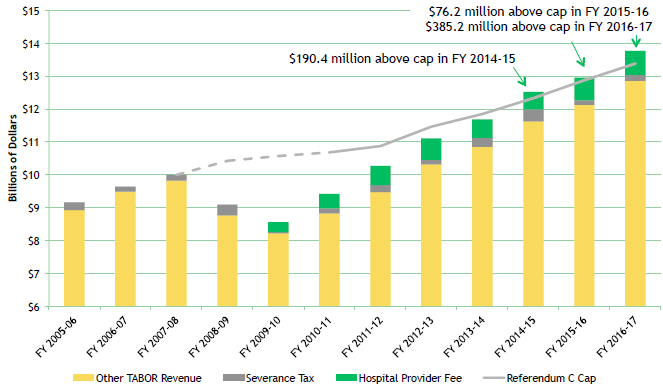 $76.2 million above cap in FY 2015-16
$385.2 million above cap in FY 2016-17
$190.4 million above cap in FY 2014-15
Billions of Dollars
$15
$14
$13
$12
$11
$10
$9
$8
$7
$6
FY 2005-06
FY 2006-07
FY 2007-08
FY 2008-09
FY 2009-10
FY 2010-11
FY 2011-12
FY 2012-13
FY 2013-14
FY 2014-15
FY 2015-16
FY 2016-17
Other TABOR Revenue
Severance Tax
Hospital Provider Fee
Referendum C Cap